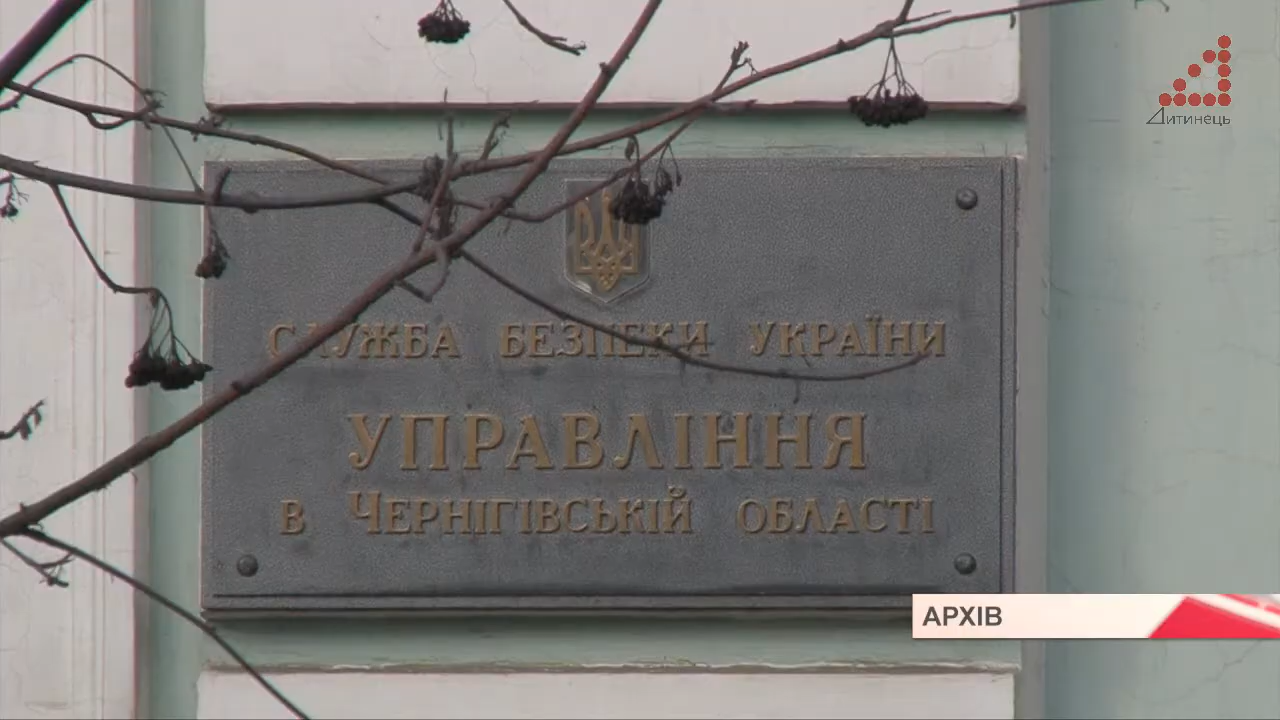 Дитинець
СЛУЖБА БЕЗПЕКИ УКРАЇНИ
УПРАВЛІННЯ
В ЧЕРНІГІВСЬКІЙ ОБЛАСТІ
АРХІВ